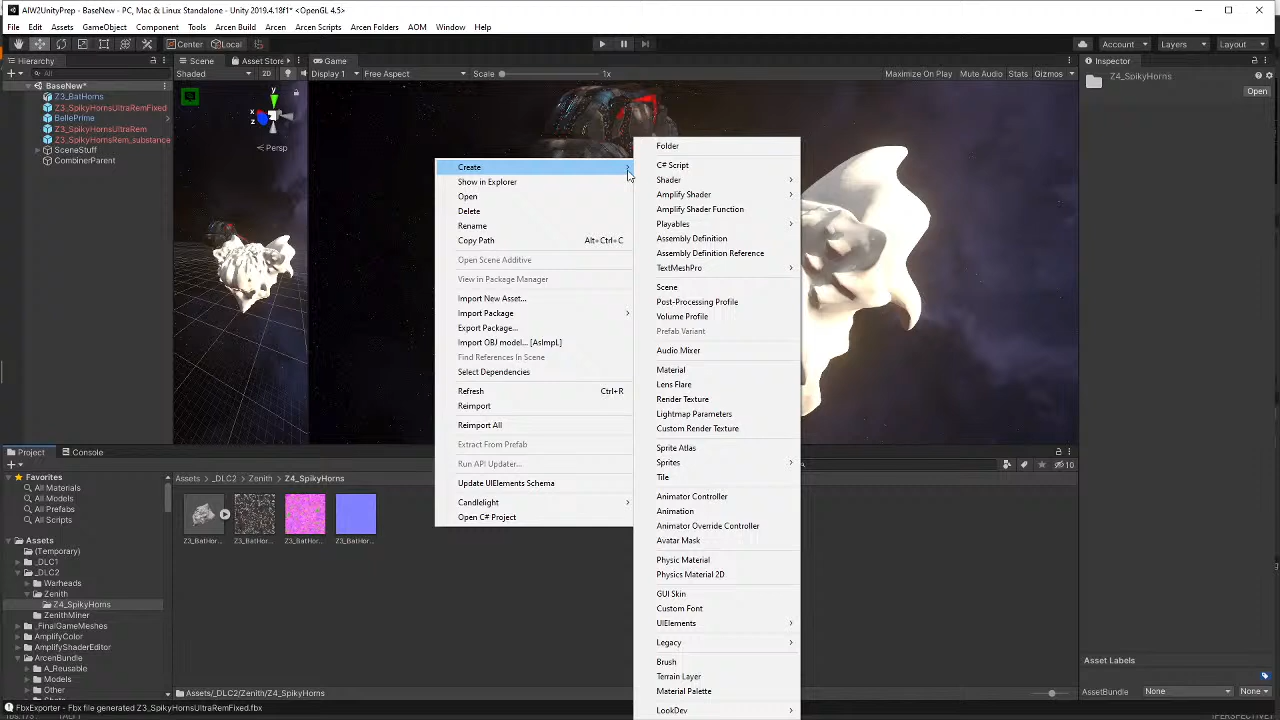 AIW2UnityPrep - BaseNew - PC, Mac & Linux Standalone - Unity 2019.4.18f1* <OpenGL 4.5>
File Edit Assets GameObject Component Tools Arcen Build Arcen Arcen Scripts Arcen Folders AOM Window Help
Center Local Account Layers Layout
Hierarchy Scene Asset Store Game Inspector
All Shaded 2D Display 1 Free Aspect Scale 1x Maximize On Play Mute Audio Stats Gizmos
Z4_SpikyHorns
Open
BaseNew*
Z3_BatHorns
Z3_SpikyHornsUltraRemFixed
BellePrime
Z3_SpikyHornsUltraRem
Z3_SpikyHornsRem_substance
SceneStuff
CombinerParent
y
x
z
Persp
Create
Show in Explorer
Open
Delete
Rename
Copy Path Alt+Ctrl+C
Open Scene Additive
View in Package Manager
Import New Asset...
Import Package
Export Package...
Import OBJ model... [AsImpL]
Find References In Scene
Select Dependencies
Refresh Ctrl+R
Reimport
Reimport All
Extract From Prefab
Run API Updater...
Update UIElements Schema
Candlelight
Open C# Project
Folder
C# Script
Shader
Amplify Shader
Amplify Shader Function
Playables
Assembly Definition
Assembly Definition Reference
TextMeshPro
Scene
Post-Processing Profile
Volume Profile
Prefab Variant
Audio Mixer
Material
Lens Flare
Render Texture
Lightmap Parameters
Custom Render Texture
Sprite Atlas
Sprites
Tile
Animator Controller
Animation
Animator Override Controller
Avatar Mask
Physic Material
Physics Material 2D
GUI Skin
Custom Font
UIElements
Legacy
Brush
Terrain Layer
Material Palette
LookDev
Project Console
10
Favorites
All Materials
All Models
All Prefabs
All Scripts
Assets
(Temporary)
_DLC1
_DLC2
Warheads
Zenith
Z4_SpikyHorns
ZenithMiner
_FinalGameMeshes
AmplifyColor
AmplifyShaderEditor
ArcenBundle
A_Reusable
Models
Other
Assets > _DLC2 > Zenith > Z4_SpikyHorns
Z3_BatHor... Z3_BatHor... Z3_BatHor... Z3_BatHor...
Assets/_DLC2/Zenith/Z4_SpikyHorns
Asset Labels
AssetBundle None None
FbxExporter - Fbx file generated Z3_SpikyHornsUltraRemFixed.fbx